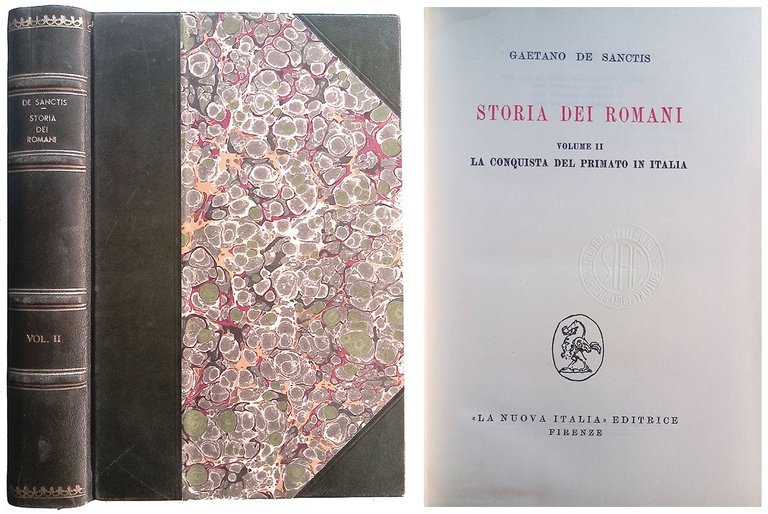 DE SANCTIS
STORIA
DEI
ROMANI
VOL. II
GAETANO DE SANCTIS
STORIA DEI ROMANI
VOLUME II
LA CONQUISTA DEL PRIMATO IN ITALIA
«LA NUOVA ITALIA» EDITRICE
FIRENZE